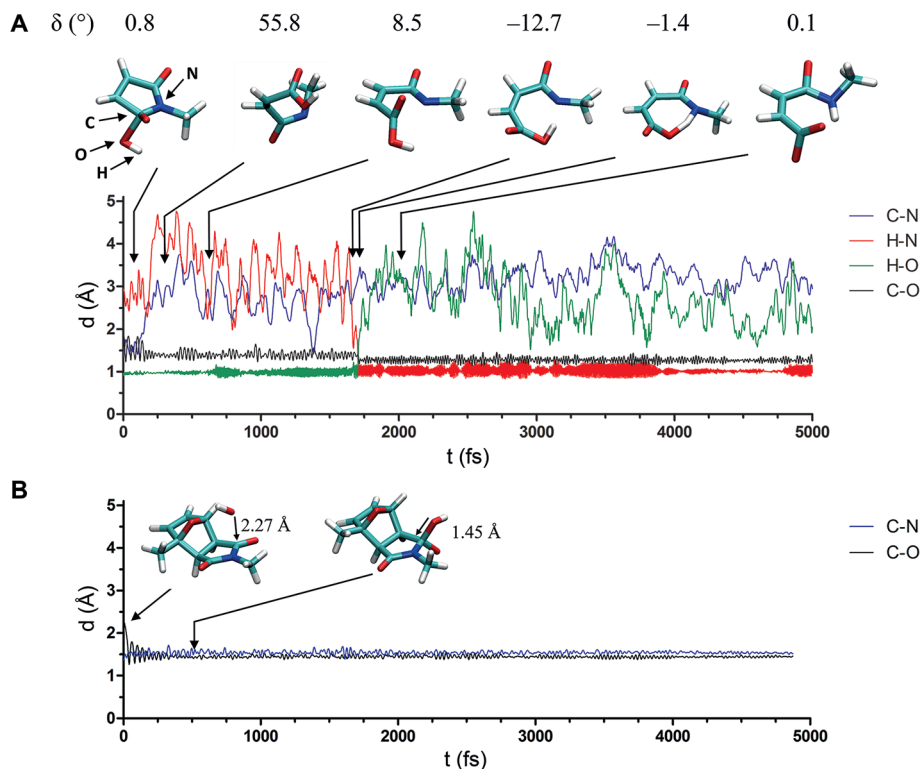 A δ (°) 0.8 55.8 8.5 −12.7 −1.4 0.1
N
C
O
H
5
4
3
2
1
0
d (Å)
C-N
H-N
H-O
C-O
0 1000 2000 3000 4000 5000
t (fs)
B
5
4
3
2
1
0
d (Å)
2.27 Å
1.45 Å
C-N
C-O
0 1000 2000 3000 4000 5000
t (fs)